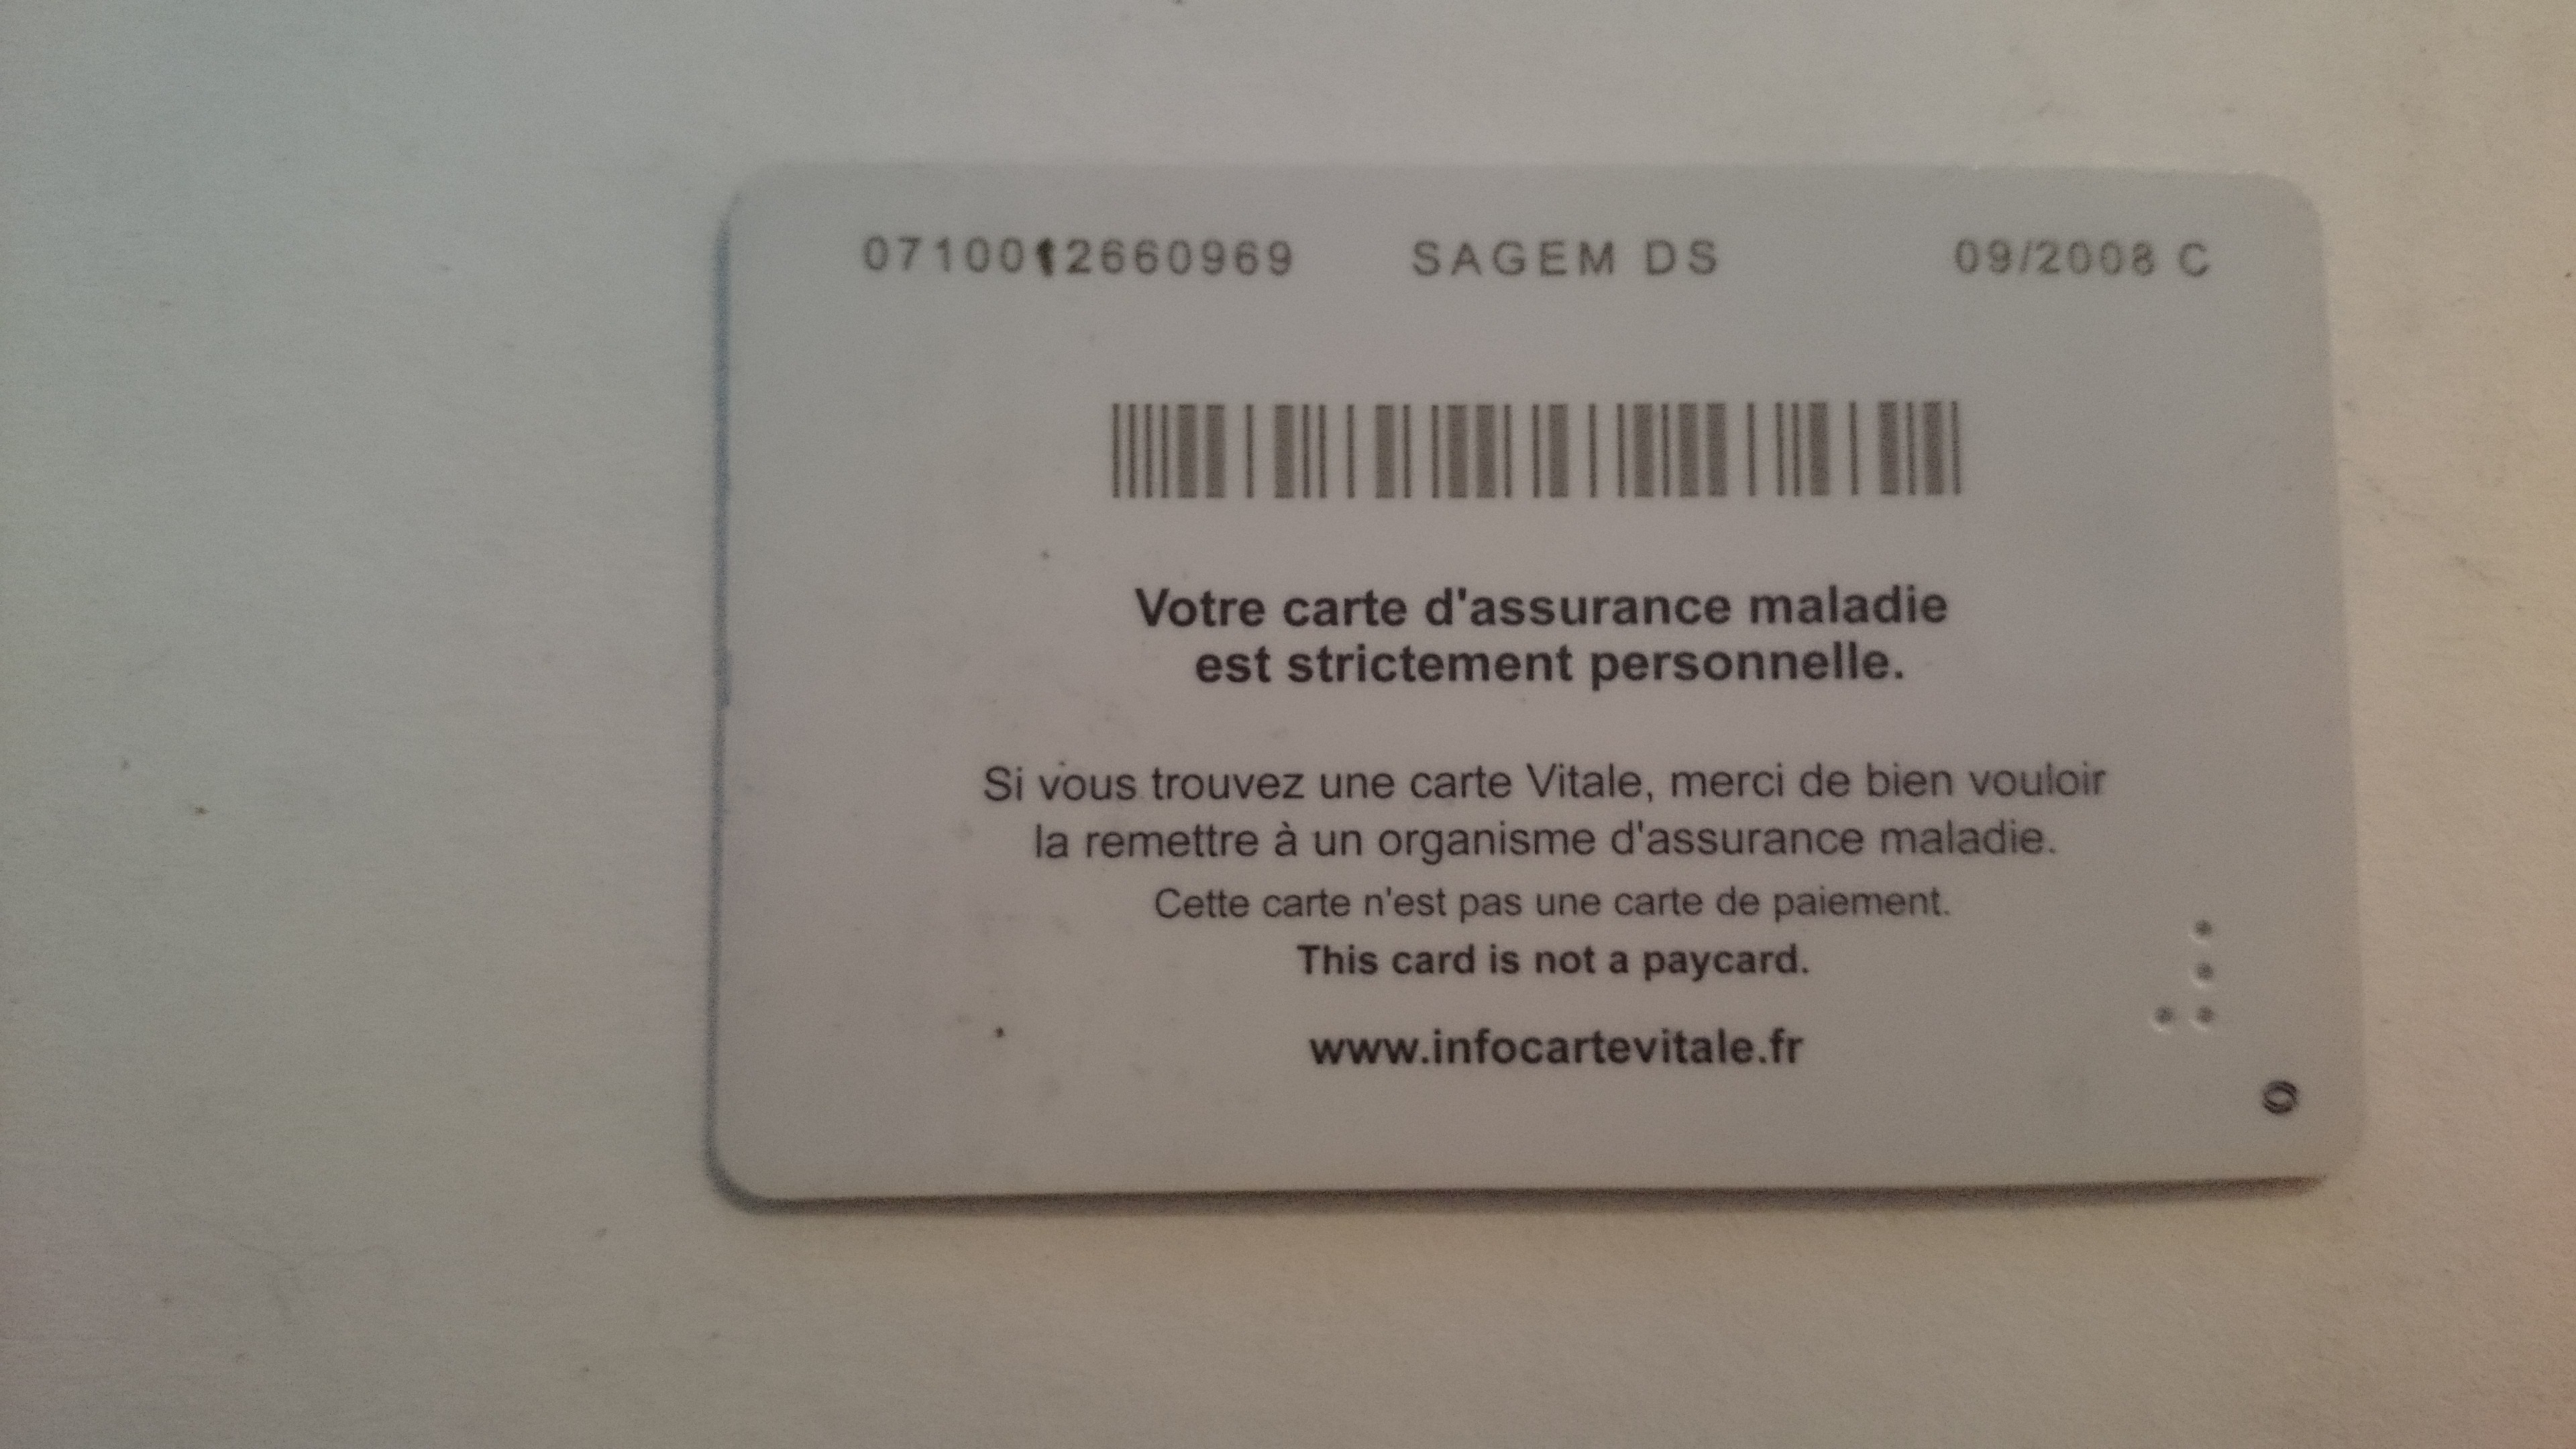 0710012660969 SAGEM DS 09/2008 C
Votre carte d'assurance maladie
est strictement personnelle.
Si vous trouvez une carte Vitale, merci de bien vouloir
la remettre à un organisme d'assurance maladie.
Cette carte n'est pas une carte de paiement.
This card is not a paycard.
www.infocartevitale.fr